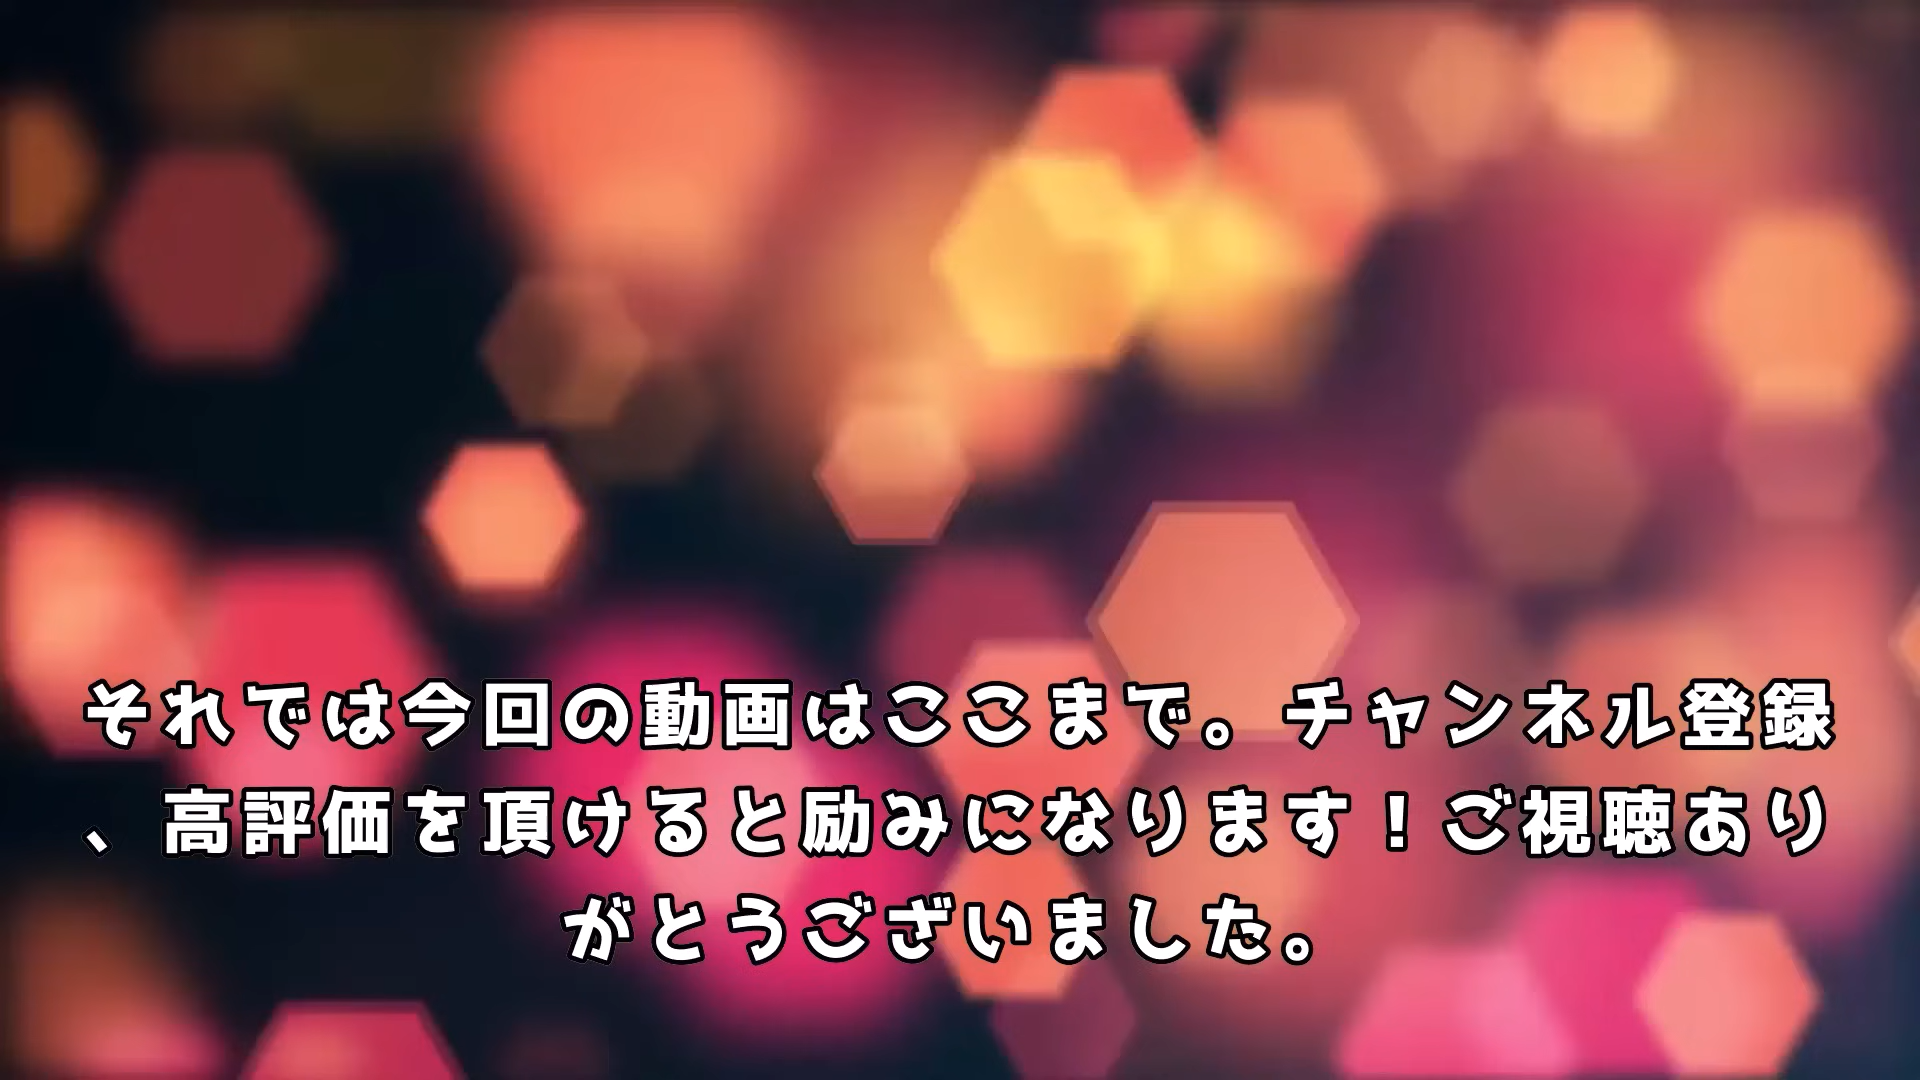 それでは今回の動画はここまで。チャンネル登録
、高評価を頂けると励みになります！ご視聴あり
がとうございました。